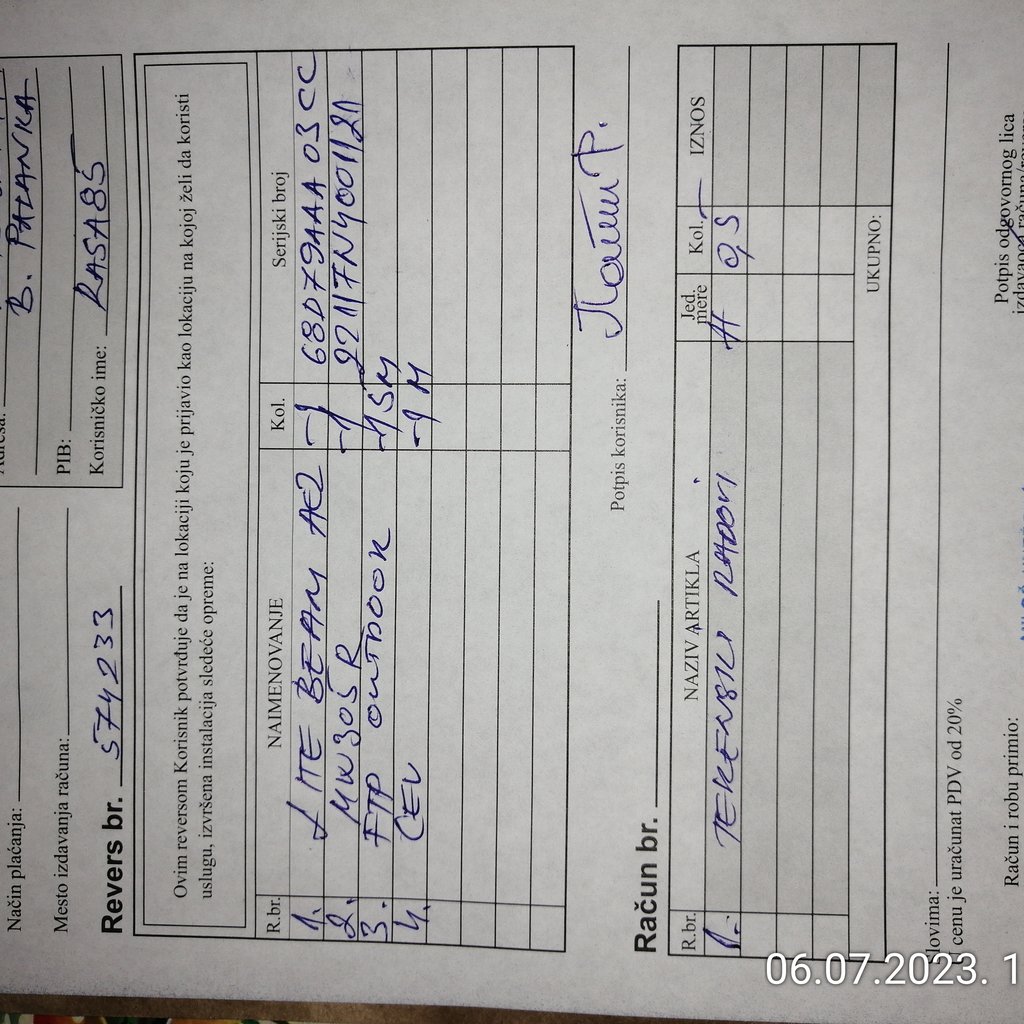 B. PALANKA
PIB:
Korisničko ime: RASA85
Način plaćanja:
Mesto izdavanja računa:
Revers br. 574233
Ovim reversom Korisnik potvrđuje da je na lokaciji koju je prijavio kao lokaciju na kojoj želi da koristi
uslugu, izvršena instalacija sledeće opreme:
R.br. NAIMENOVANJE Kol. Serijski broj
1. LITE BEAM AC2 -1 68D79AAA03CC
2. MW305R -1 22117N4001121
3. FTP OUTDOOR -15M
4. CEV -1M
Potpis korisnika:
Račun br.
R.br. NAZIV ARTIKLA Jed. mere Kol. IZNOS
1. TERENSKI RADOVI H 0,5
UKUPNO:
Slovima:
U cenu je uračunat PDV od 20%
Račun i robu primio:
Potpis odgovornog lica
izdavaoca računa
06.07.2023. 1